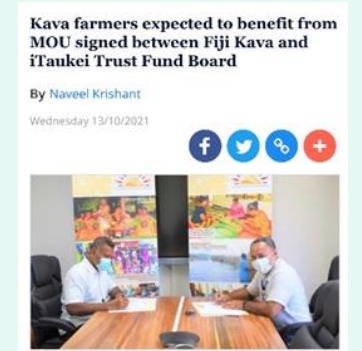 Kava farmers expected to benefit from
MOU signed between Fiji Kava and
iTaukei Trust Fund Board
By Naveel Krishant
Wednesday 13/10/2021